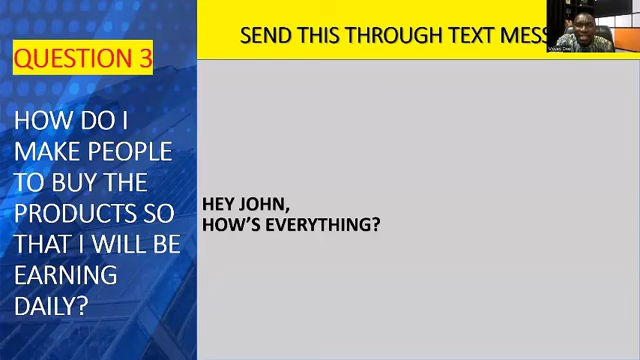 QUESTION 3
HOW DO I
MAKE PEOPLE
TO BUY THE
PRODUCTS SO
THAT I WILL BE
EARNING
DAILY?
SEND THIS THROUGH TEXT MESS
HEY JOHN,
HOW'S EVERYTHING?